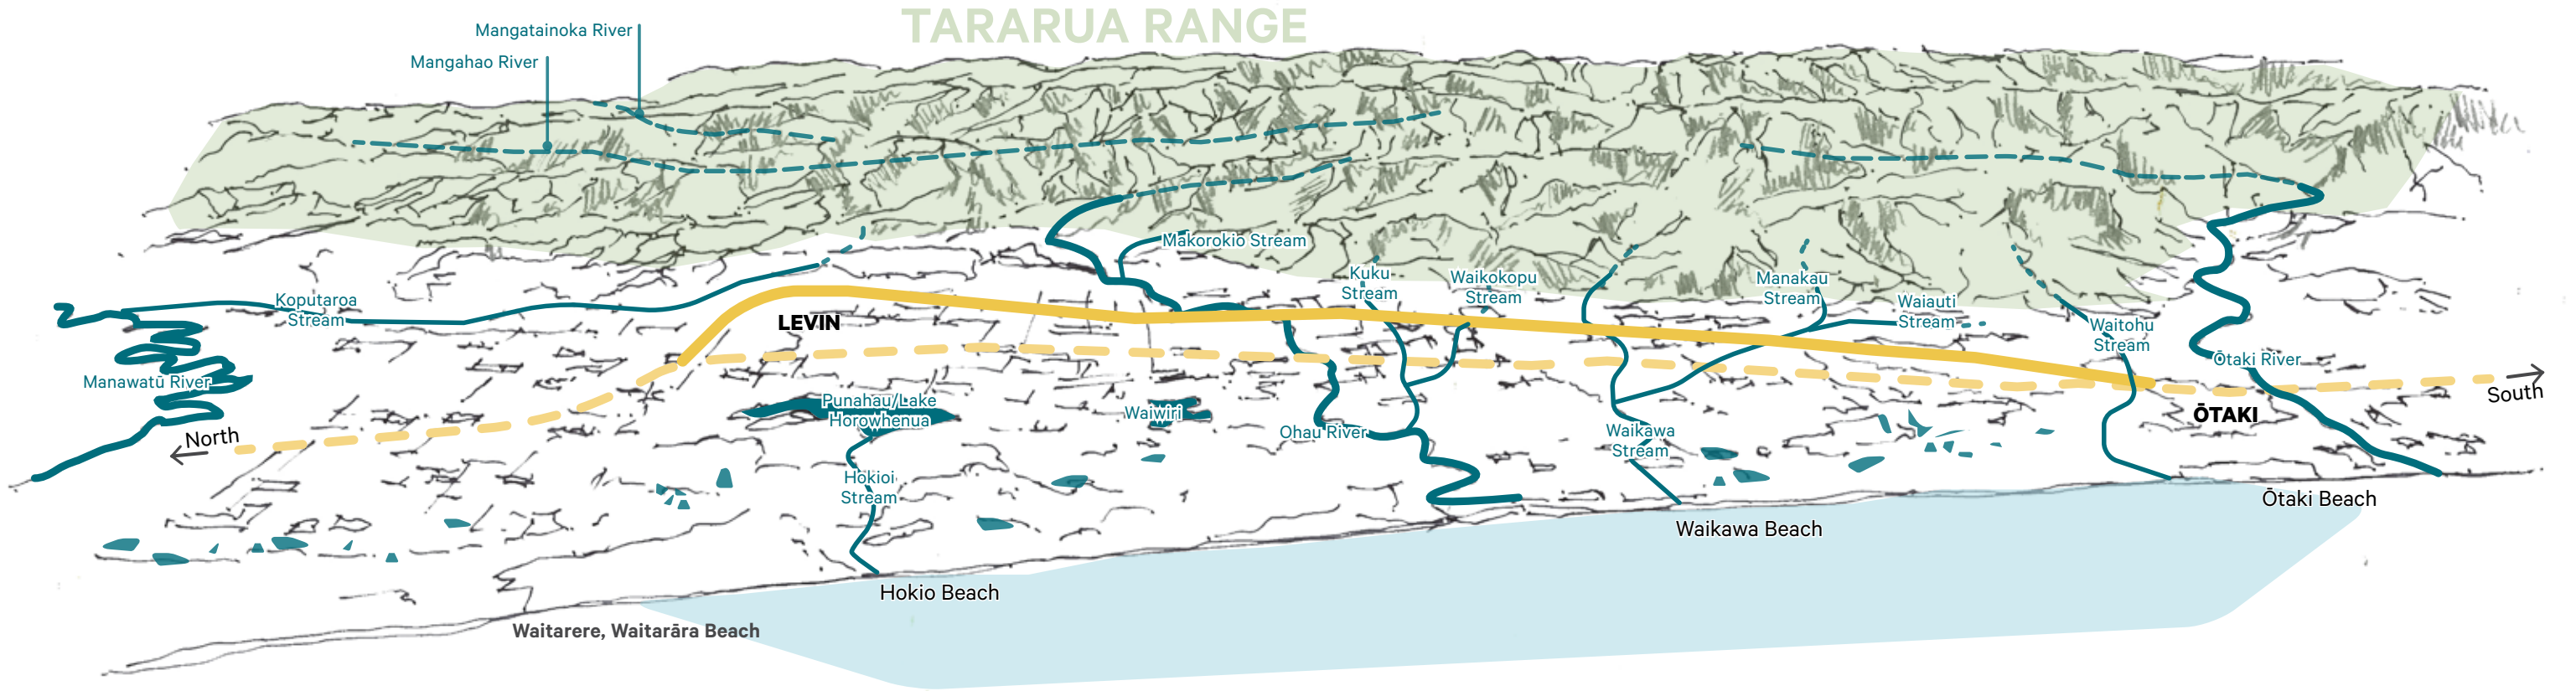 TARARUA RANGE
Mangatainoka River
Mangahao River
Makorokio Stream
Koputaroa
Stream
Kuku
Stream
Waikokopu
Stream
Manakau
Stream
Waiauti
Stream
Waitohu
Stream
LEVIN
Manawatū River
Ōtaki River
South
North
Punahau/Lake
Horowhenua
Waiwiri
Ohau River
Waikawa
Stream
ŌTAKI
Hokioi
Stream
Ōtaki Beach
Waikawa Beach
Hokio Beach
Waitarere, Waitarāra Beach